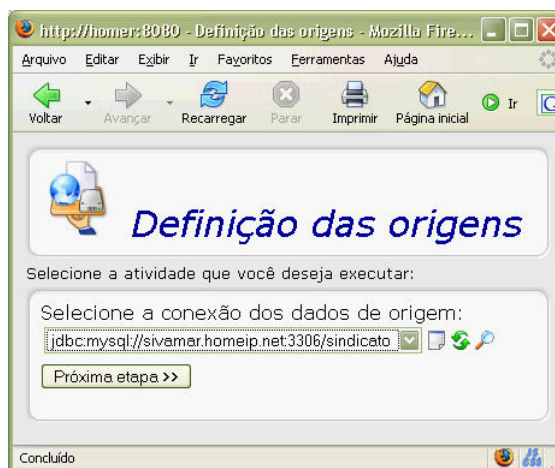 http://homer:8080 - Definição das origens - Mozilla Fire...
Arquivo Editar Exibir Ir Favoritos Ferramentas Ajuda
Voltar Avançar Recarregar Parar Imprimir Página inicial Ir
Definição das origens
Selecione a atividade que você deseja executar:
Selecione a conexão dos dados de origem:
jdbc:mysql://sivamar.homeip.net:3306/sindicato
Próxima etapa >>
Concluído